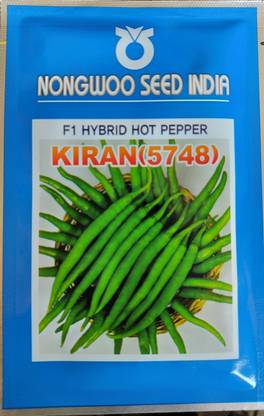 NONGWOO SEED INDIA
F1 HYBRID HOT PEPPER
KIRAN(5748)